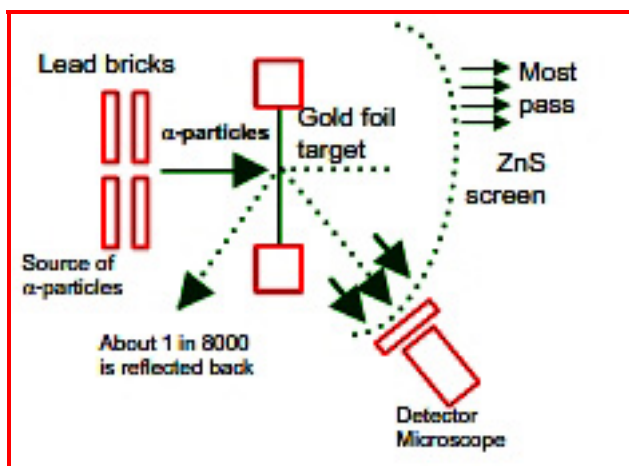 Lead bricks
α-particles
Gold foil
target
Most
pass
ZnS
screen
Source of
α-particles
About 1 in 8000
is reflected back
Detector
Microscope